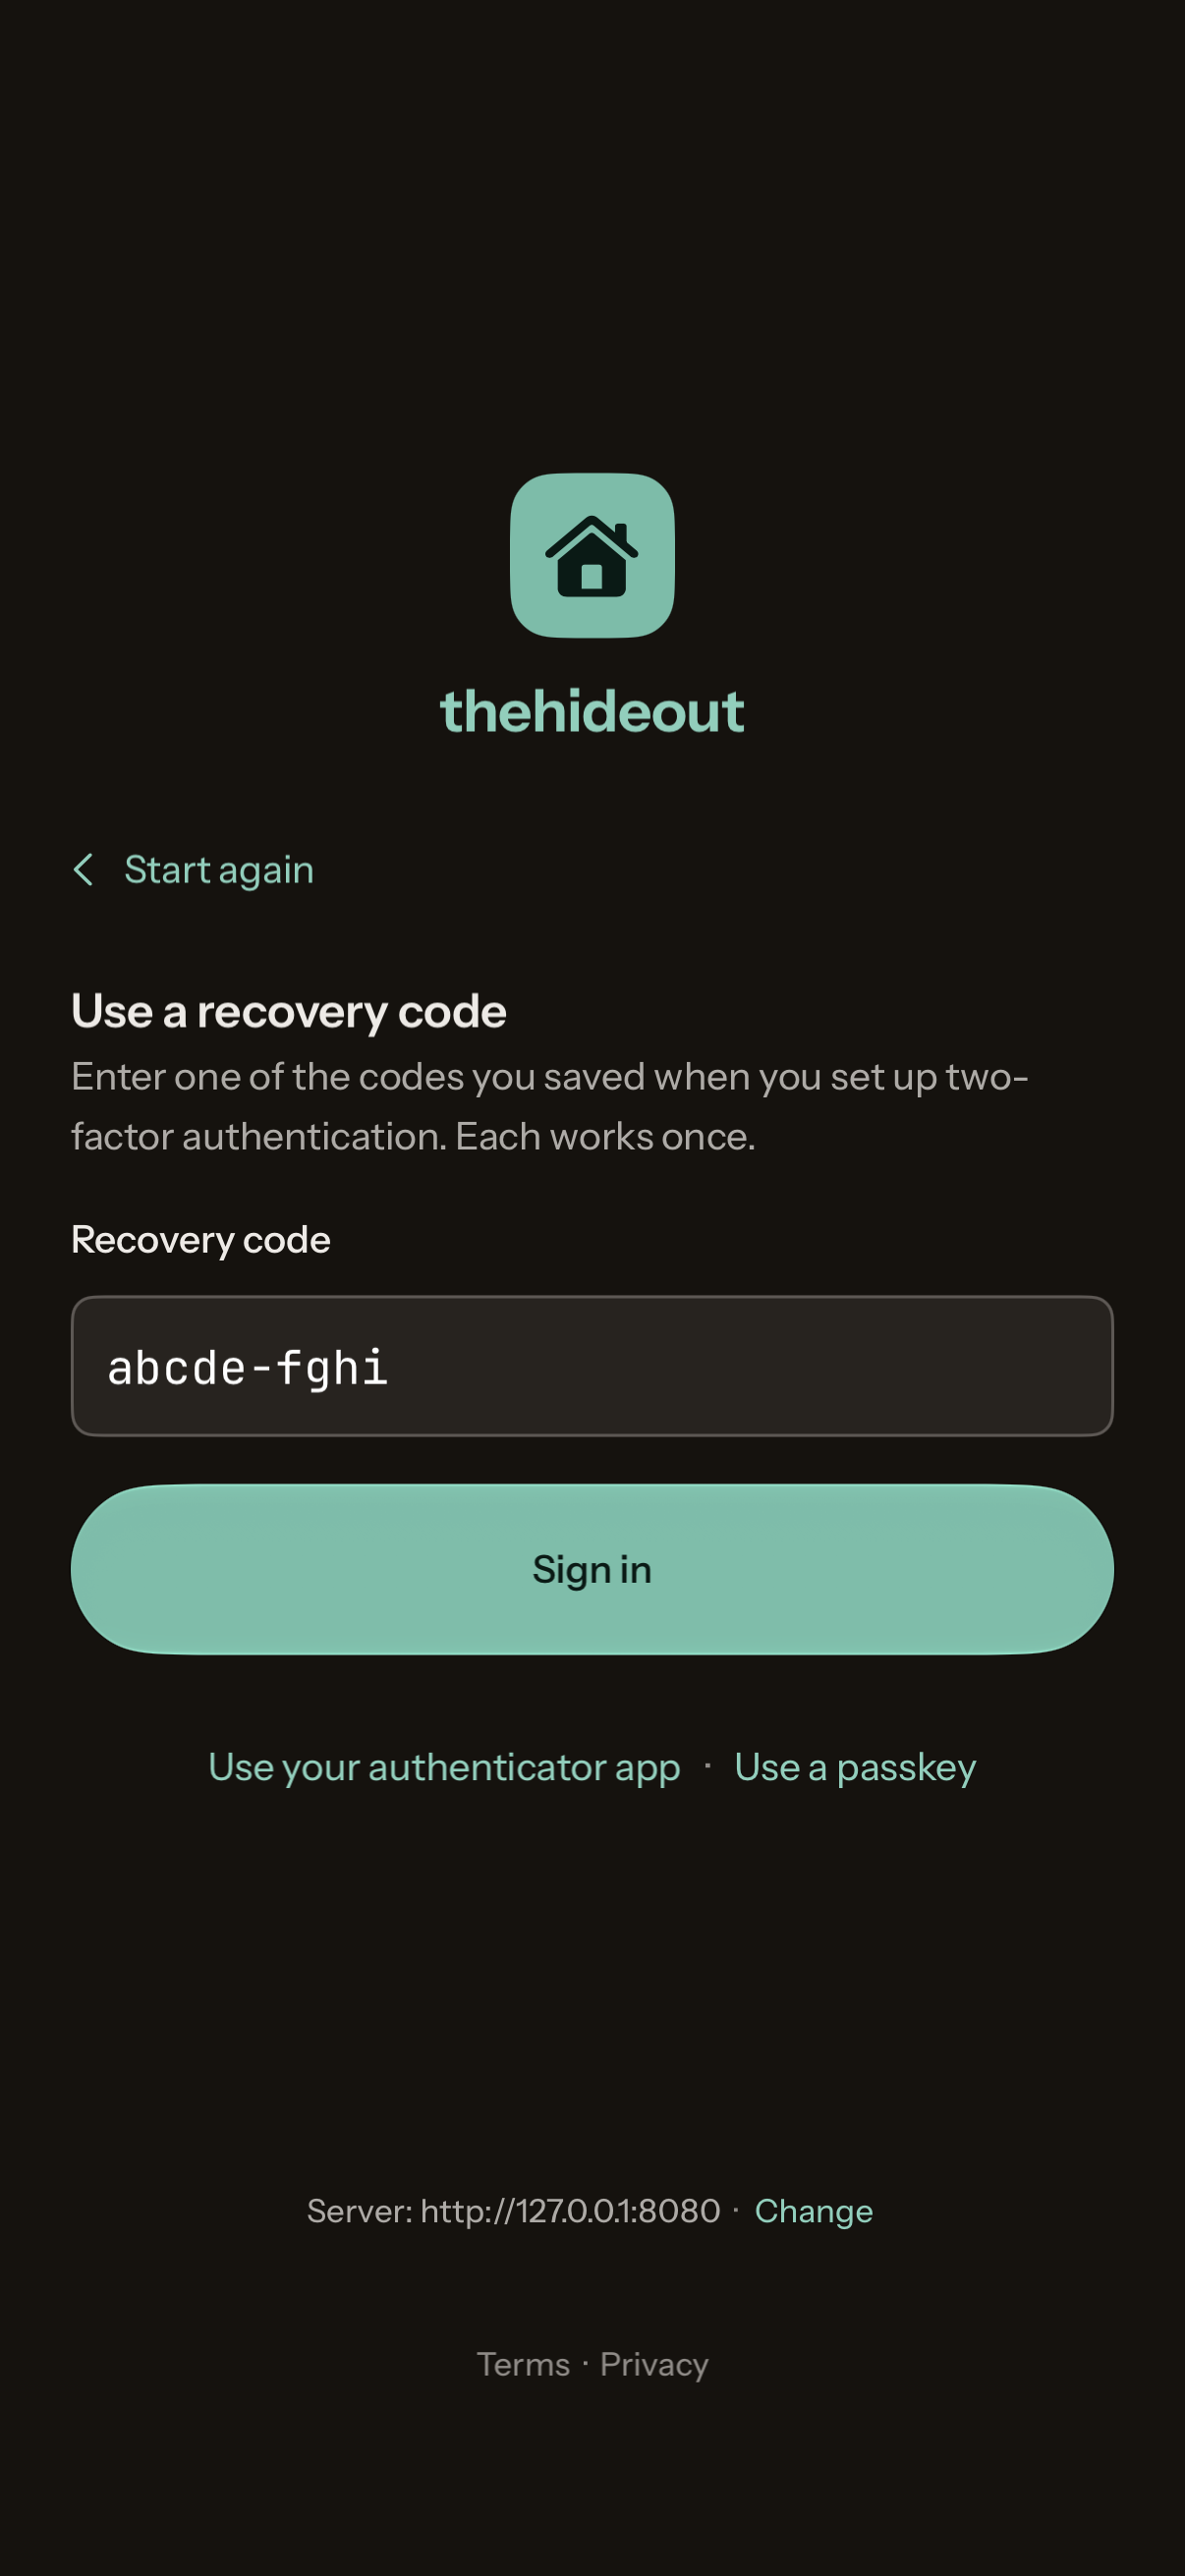 thehideout
Start again
Use a recovery code
Enter one of the codes you saved when you set up two-
factor authentication. Each works once.
Recovery code
abcde-fghi
Sign in
Use your authenticator app · Use a passkey
Server: http://127.0.0.1:8080 · Change
Terms · Privacy